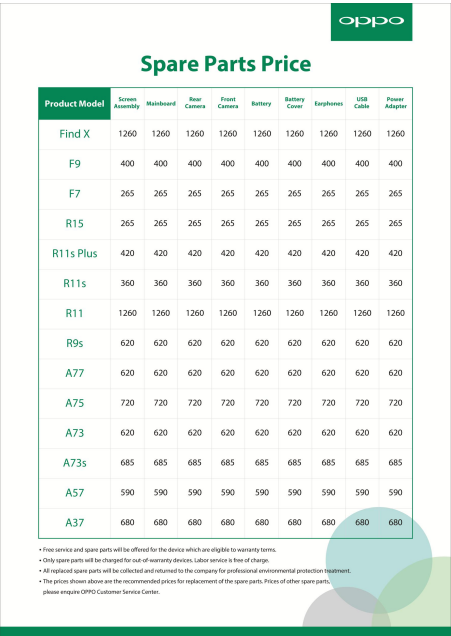 oppo
Spare Parts Price
Product Model Screen Assembly Mainboard Rear Camera Front Camera Battery Battery Cover Earphones USB Cable Power Adapter
Find X 1260 1260 1260 1260 1260 1260 1260 1260 1260
F9 400 400 400 400 400 400 400 400 400
F7 265 265 265 265 265 265 265 265 265
R15 265 265 265 265 265 265 265 265 265
R11s Plus 420 420 420 420 420 420 420 420 420
R11s 360 360 360 360 360 360 360 360 360
R11 1260 1260 1260 1260 1260 1260 1260 1260 1260
R9s 620 620 620 620 620 620 620 620 620
A77 620 620 620 620 620 620 620 620 620
A75 720 720 720 720 720 720 720 720 720
A73 620 620 620 620 620 620 620 620 620
A73s 685 685 685 685 685 685 685 685 685
A57 590 590 590 590 590 590 590 590 590
A37 680 680 680 680 680 680 680 680 680
• Free service and spare parts will be offered for the device which are eligible to warranty terms.
• Only spare parts will be charged for out-of-warranty devices. Labor service is free of charge.
• All replaced spare parts will be collected and returned to the company for professional environmental protection treatment.
• The prices shown above are the recommended prices for replacement of the spare parts. Prices of other spare parts,
please enquire OPPO Customer Service Center.